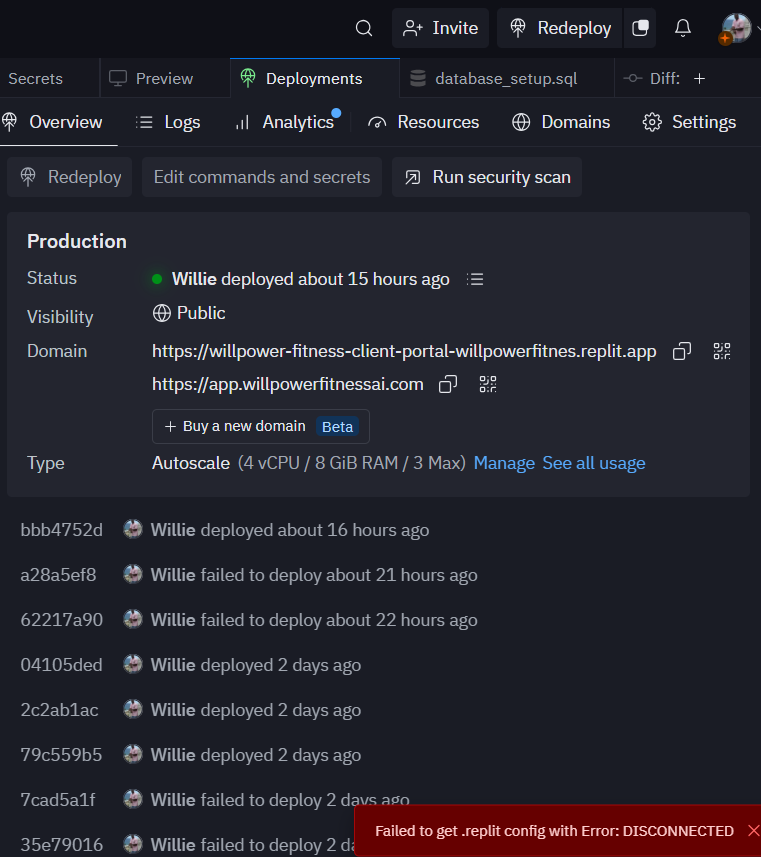 Invite Redeploy
Secrets Preview Deployments database_setup.sql Diff:
Overview Logs Analytics Resources Domains Settings
Redeploy Edit commands and secrets Run security scan
Production
Status Willie deployed about 15 hours ago
Visibility Public
Domain https://willpower-fitness-client-portal-willpowerfitnes.replit.app
https://app.willpowerfitnessai.com
+ Buy a new domain Beta
Type Autoscale (4 vCPU / 8 GiB RAM / 3 Max) Manage See all usage
bbb4752d Willie deployed about 16 hours ago
a28a5ef8 Willie failed to deploy about 21 hours ago
62217a90 Willie failed to deploy about 22 hours ago
04105ded Willie deployed 2 days ago
2c2ab1ac Willie deployed 2 days ago
79c559b5 Willie deployed 2 days ago
7cad5a1f Willie failed to deploy 2 days ago
35e79016 Willie failed to deploy 2 da
Failed to get .replit config with Error: DISCONNECTED